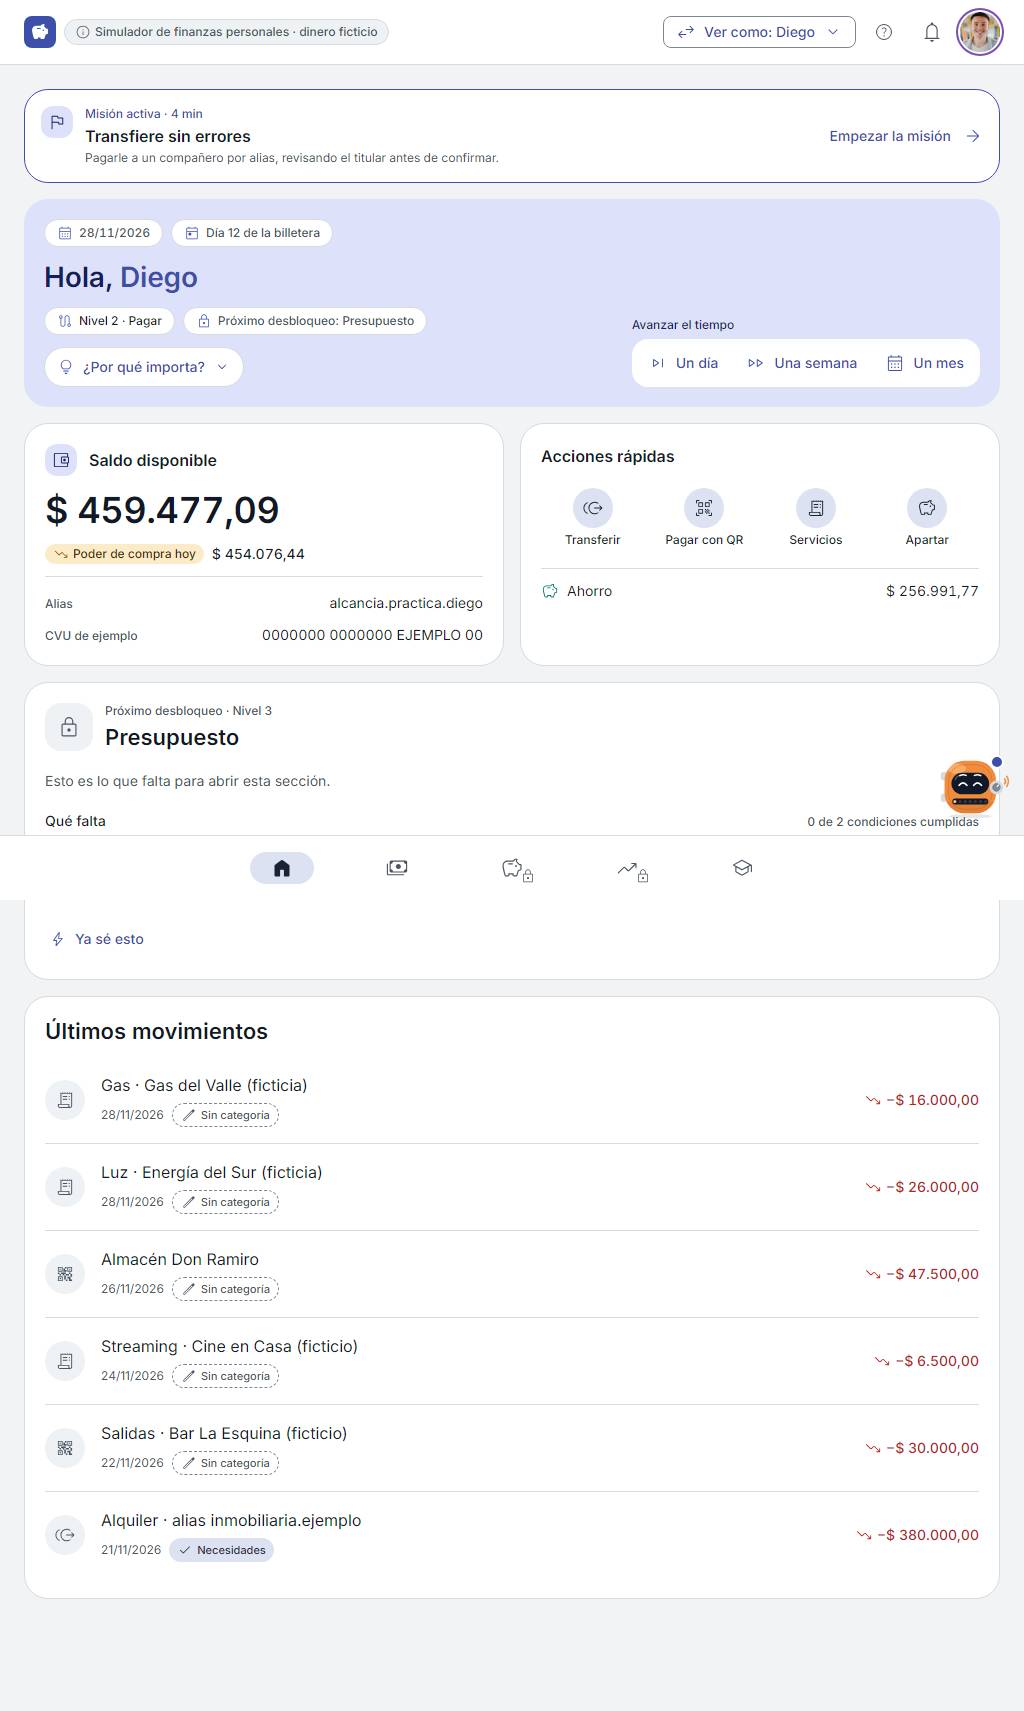 Simulador de finanzas personales · dinero ficticio
Ver como: Diego
Misión activa · 4 min
Transfiere sin errores
Pagarle a un compañero por alias, revisando el titular antes de confirmar.
Empezar la misión
28/11/2026
Día 12 de la billetera
Hola, Diego
Nivel 2 · Pagar
Próximo desbloqueo: Presupuesto
¿Por qué importa?
Avanzar el tiempo
Un día
Una semana
Un mes
Saldo disponible
$ 459.477,09
Poder de compra hoy
$ 454.076,44
Alias
alcancia.practica.diego
CVU de ejemplo
0000000 0000000 EJEMPLO 00
Acciones rápidas
Transferir
Pagar con QR
Servicios
Apartar
Ahorro
$ 256.991,77
Próximo desbloqueo · Nivel 3
Presupuesto
Esto es lo que falta para abrir esta sección.
Qué falta
0 de 2 condiciones cumplidas
Ya sé esto
Últimos movimientos
Gas · Gas del Valle (ficticia)
28/11/2026
Sin categoría
−$ 16.000,00
Luz · Energía del Sur (ficticia)
28/11/2026
Sin categoría
−$ 26.000,00
Almacén Don Ramiro
26/11/2026
Sin categoría
−$ 47.500,00
Streaming · Cine en Casa (ficticio)
24/11/2026
Sin categoría
−$ 6.500,00
Salidas · Bar La Esquina (ficticio)
22/11/2026
Sin categoría
−$ 30.000,00
Alquiler · alias inmobiliaria.ejemplo
21/11/2026
Necesidades
−$ 380.000,00